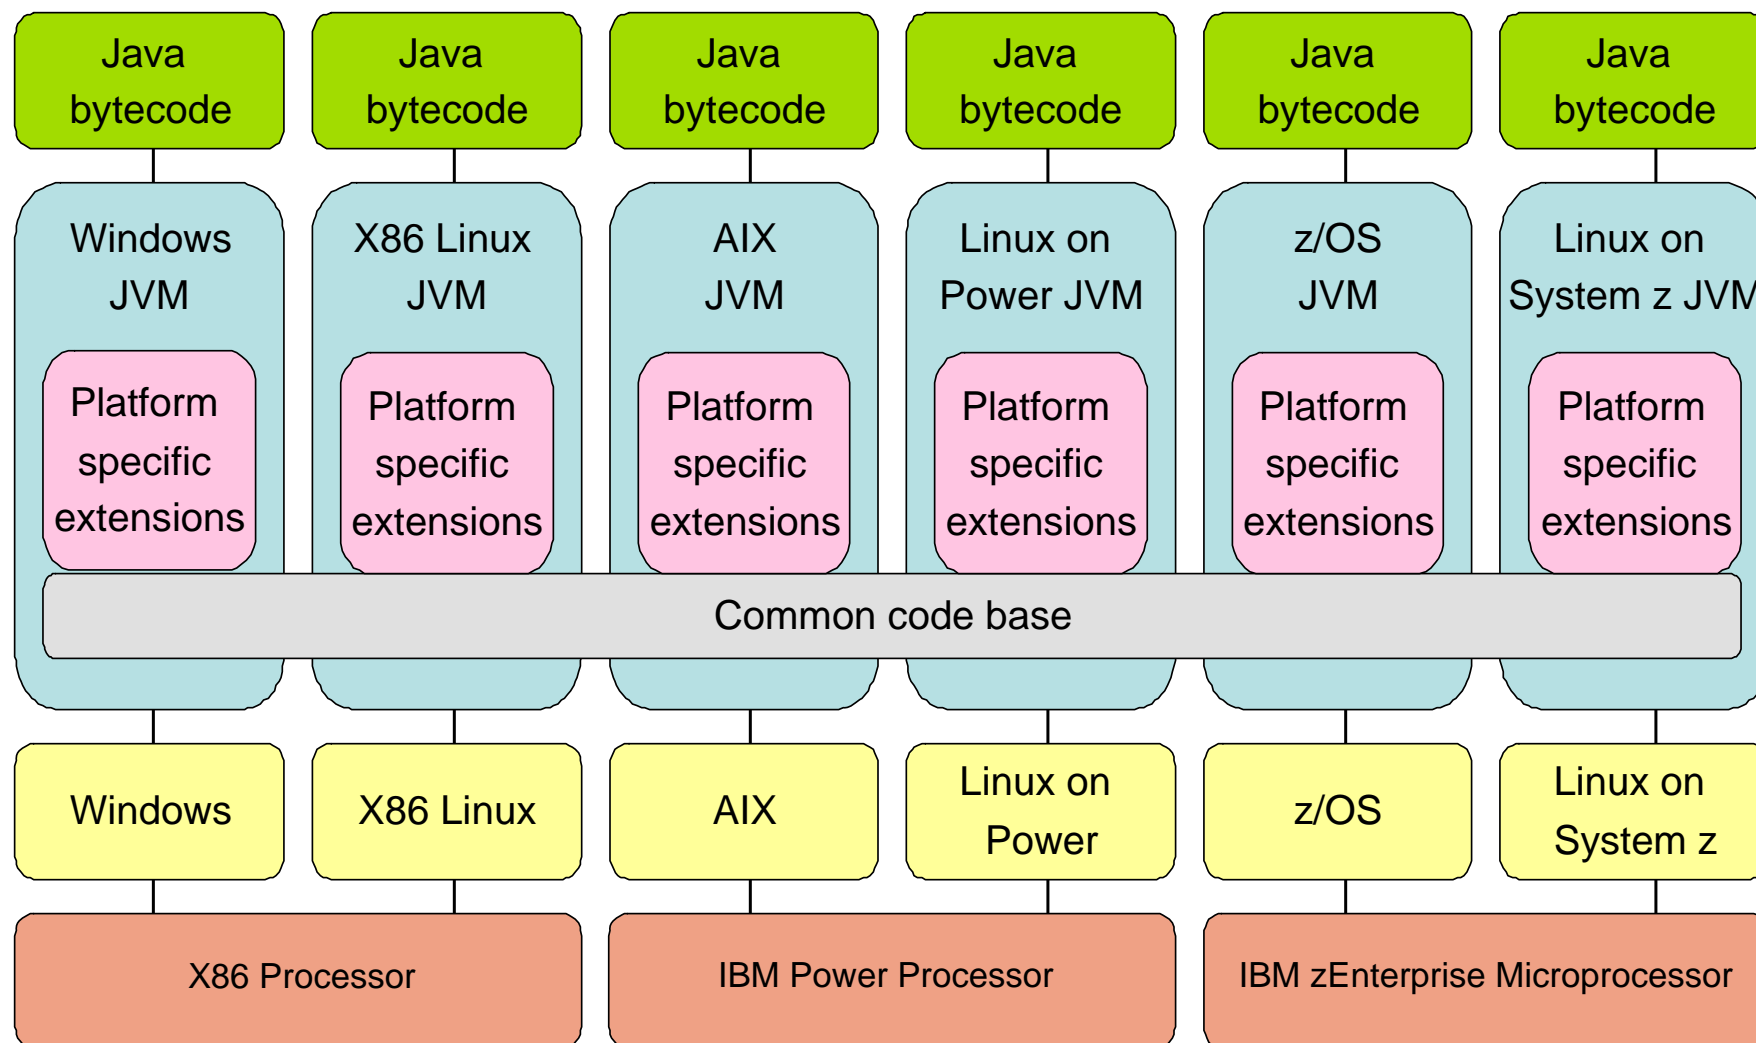 Java
bytecode
Java
bytecode
Java
bytecode
Java
bytecode
Java
bytecode
Java
bytecode
Windows
JVM
X86 Linux
JVM
AIX
JVM
Linux on
Power JVM
z/OS
JVM
Linux on
System z JVM
Platform
specific
extensions
Platform
specific
extensions
Platform
specific
extensions
Platform
specific
extensions
Platform
specific
extensions
Platform
specific
extensions
Common code base
Windows
X86 Linux
AIX
Linux on
Power
z/OS
Linux on
System z
X86 Processor
IBM Power Processor
IBM zEnterprise Microprocessor